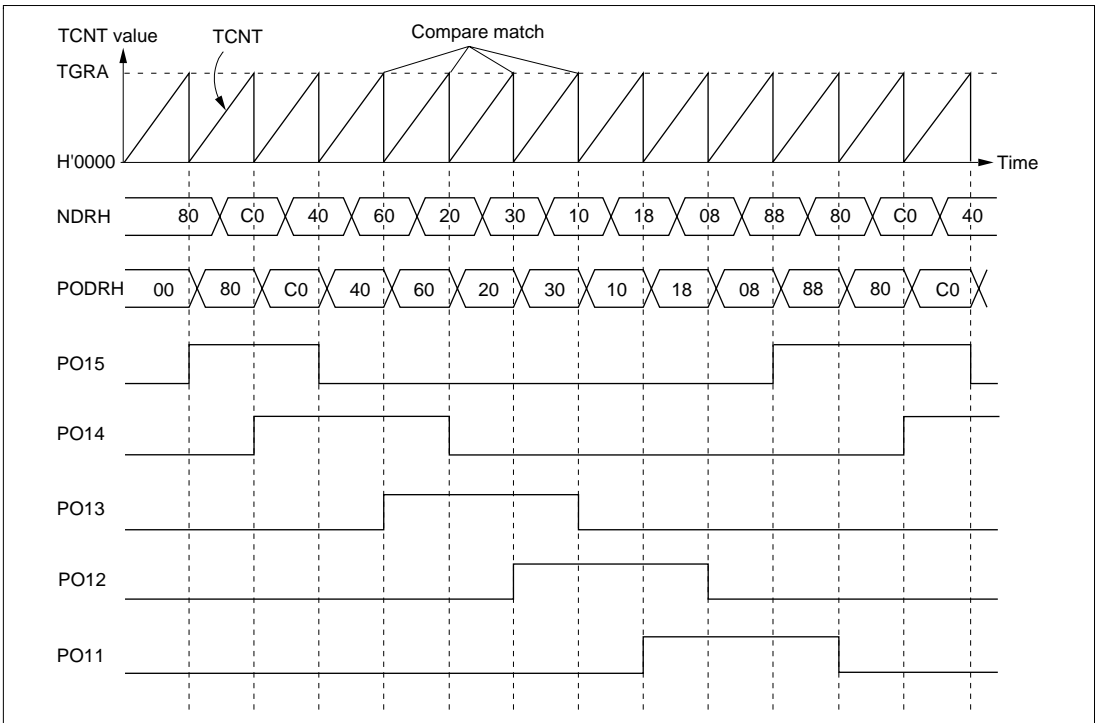 TCNT value TCNT Compare match
TGRA
H'0000 Time
NDRH 80 C0 40 60 20 30 10 18 08 88 80 C0 40
PODRH 00 80 C0 40 60 20 30 10 18 08 88 80 C0
PO15
PO14
PO13
PO12
PO11